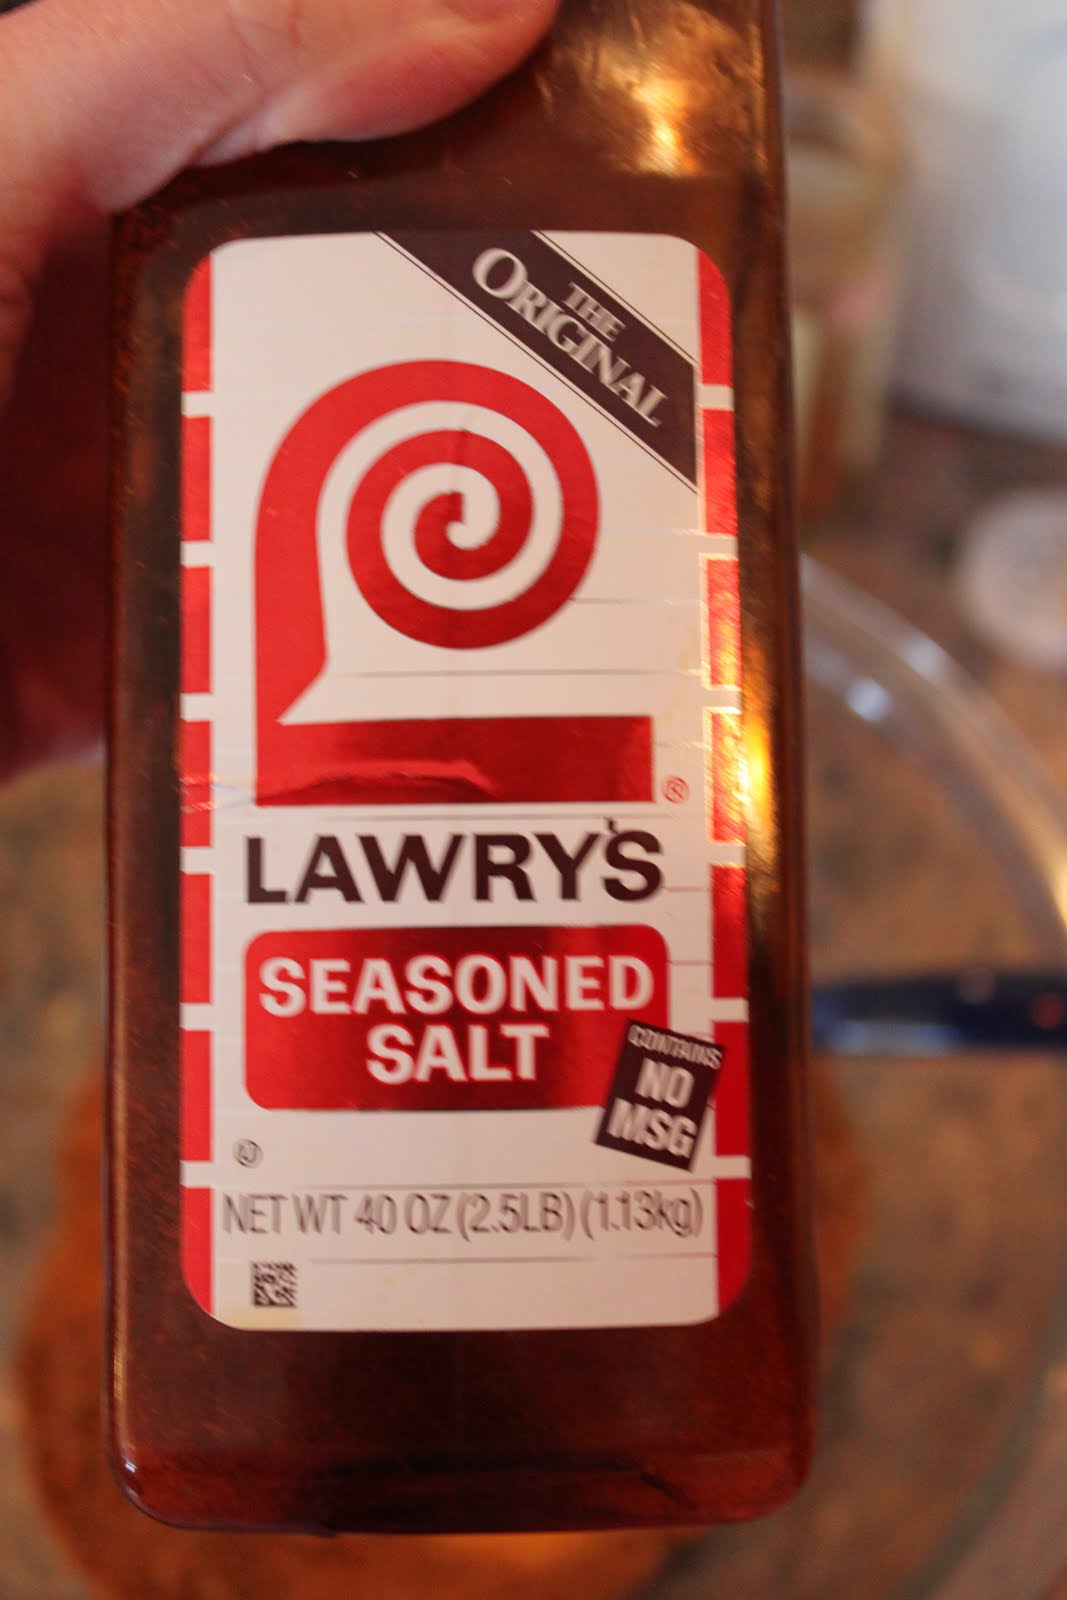 THE
ORIGINAL
®
LAWRY'S
SEASONED
SALT
CONTAINS
NO
MSG
U
NET WT 40 OZ (2.5LB) (1.13kg)